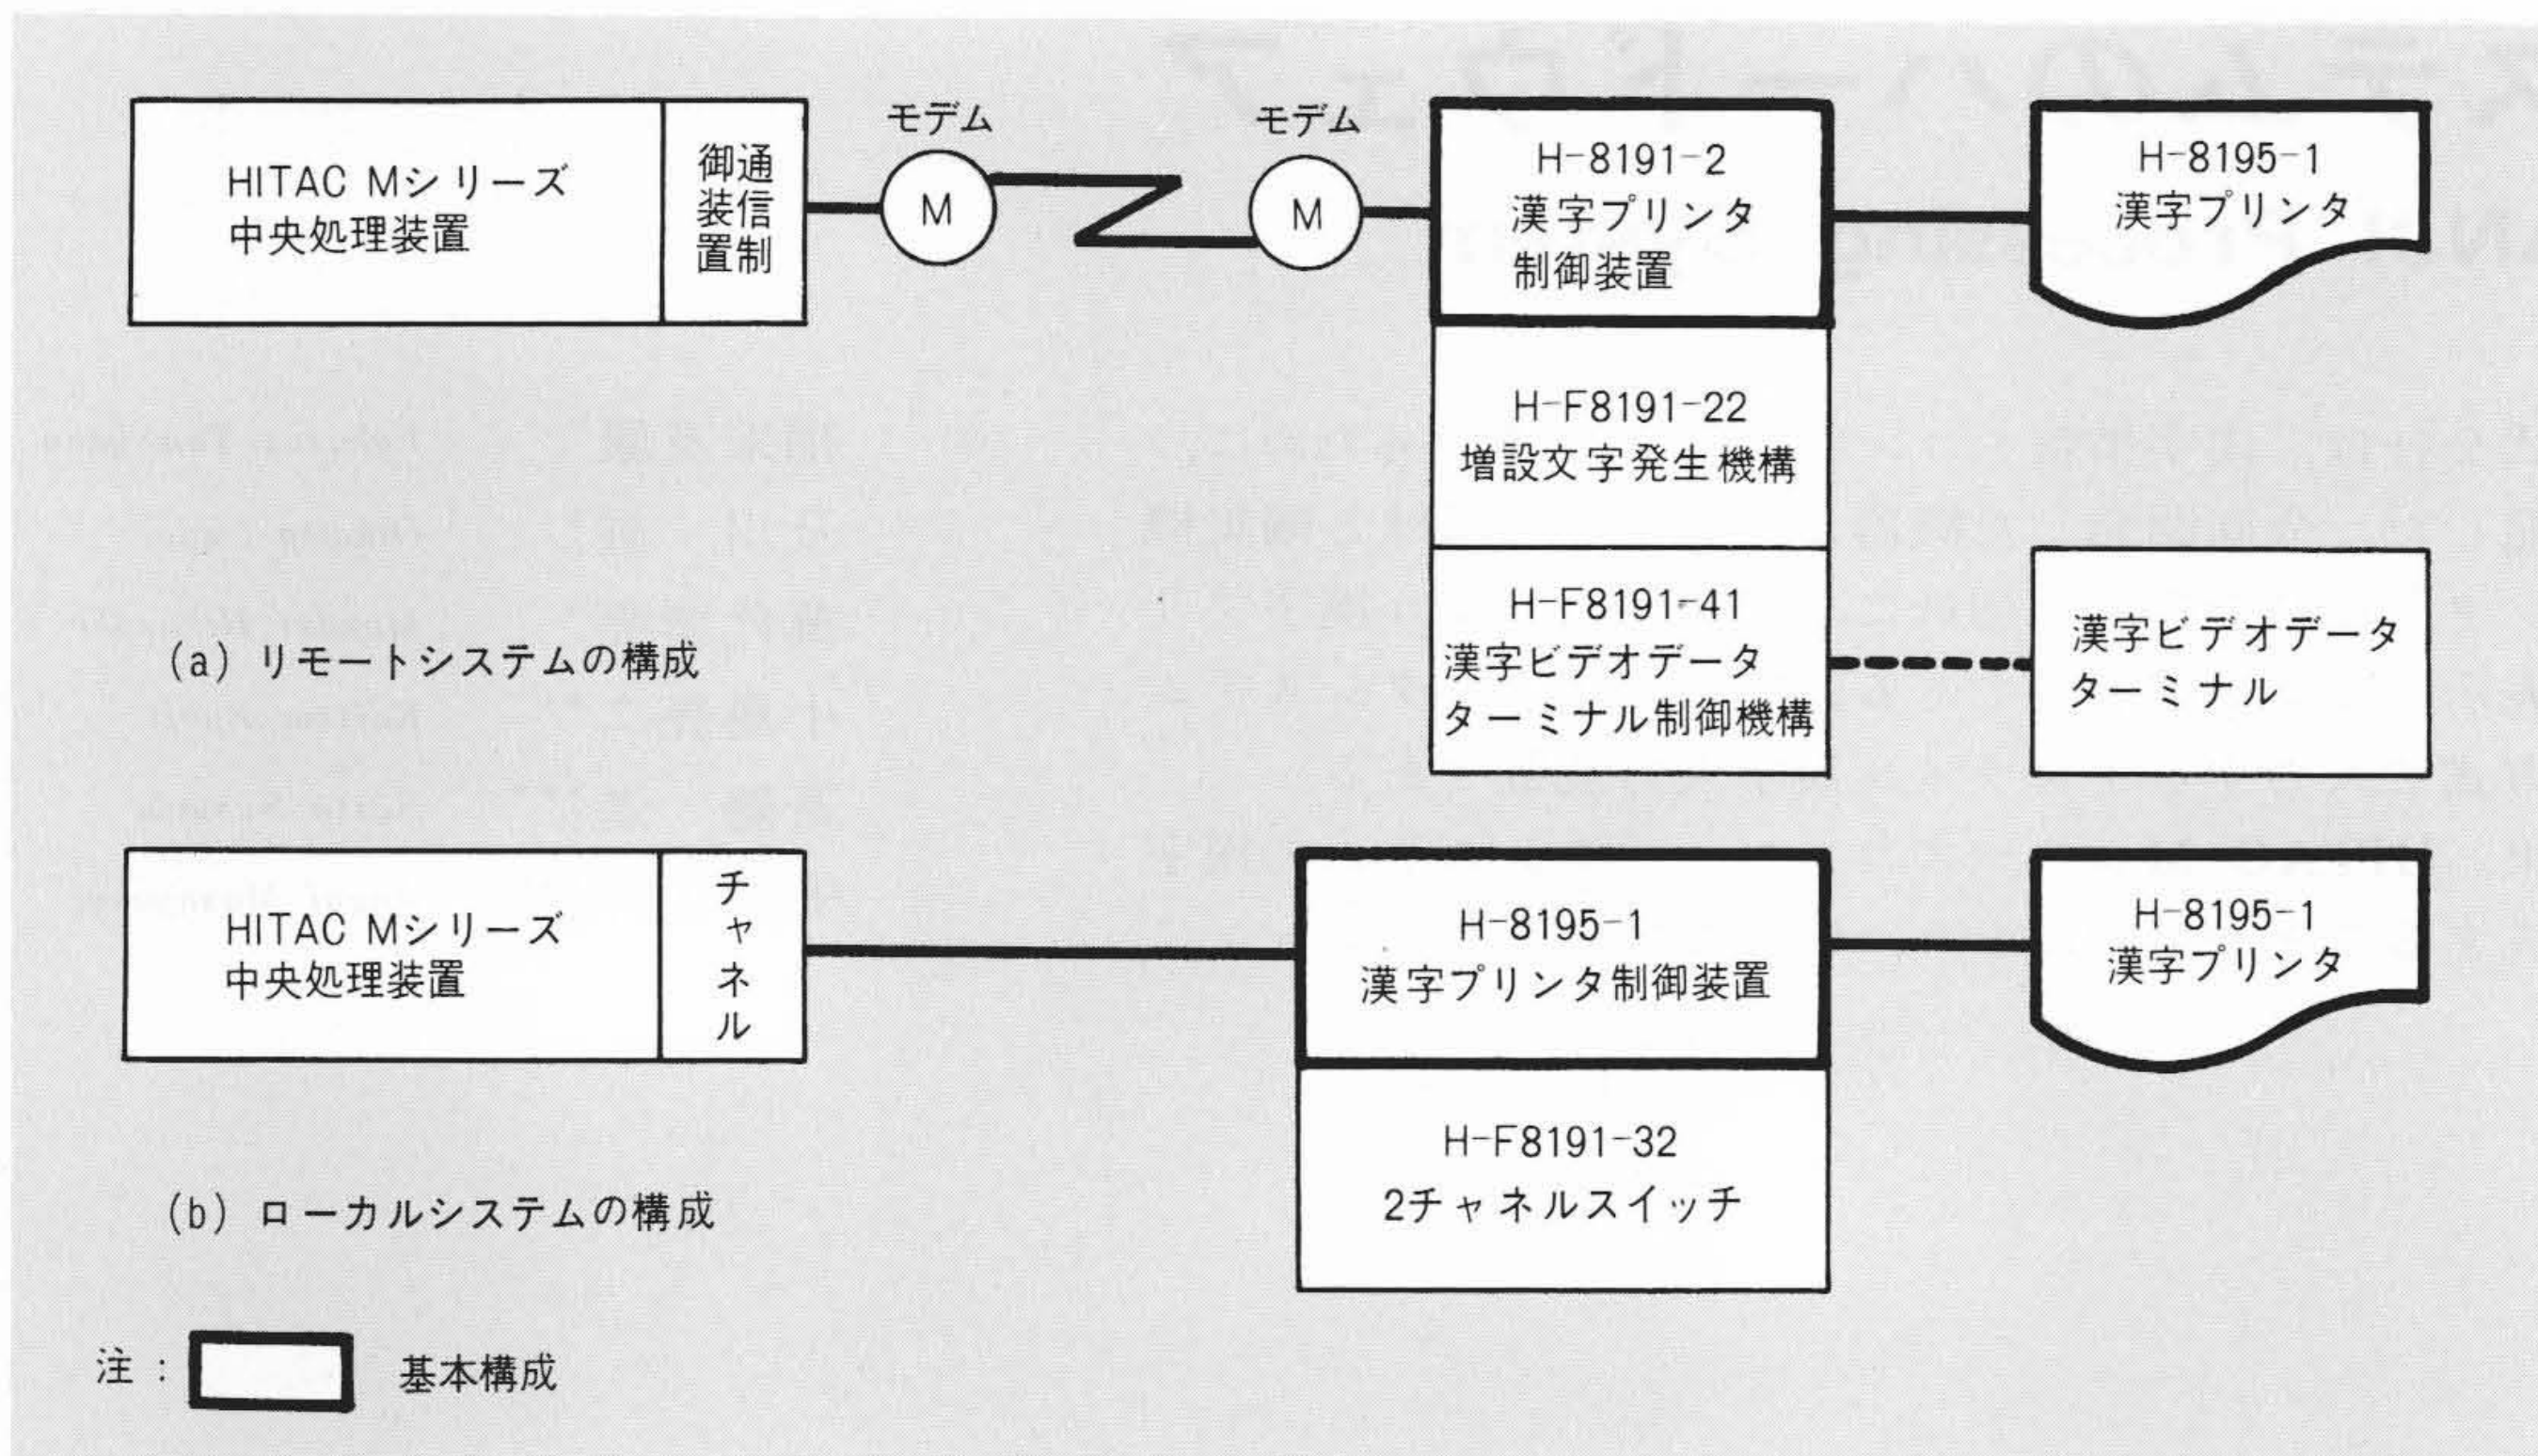 モデム
モデム
HITAC Mシリーズ
中央処理装置
通信制
御装置
M
M
H-8191-2
漢字プリンタ
制御装置
H-8195-1
漢字プリンタ
H-F8191-22
増設文字発生機構
H-F8191-41
漢字ビデオデータ
ターミナル制御機構
漢字ビデオデータ
ターミナル
(a) リモートシステムの構成
HITAC Mシリーズ
中央処理装置
チャネル
H-8195-1
漢字プリンタ制御装置
H-8195-1
漢字プリンタ
H-F8191-32
2チャネルスイッチ
(b) ローカルシステムの構成
注:
基本構成